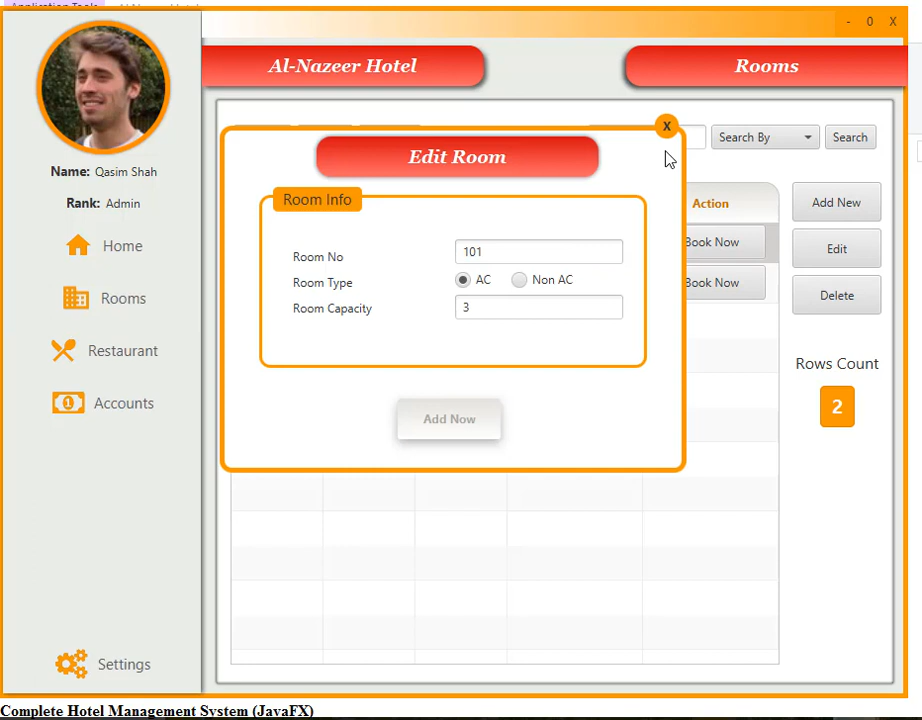 - 0 X
Al-Nazeer Hotel
Rooms
Name: Qasim Shah
Rank: Admin
Home
Rooms
Restaurant
Accounts
Settings
Search By
Search
X
Edit Room
Room Info
Room No 101
Room Type AC Non AC
Room Capacity 3
Add Now
Action
Book Now
Book Now
Add New
Edit
Delete
Rows Count
2
Complete Hotel Management System (JavaFX)